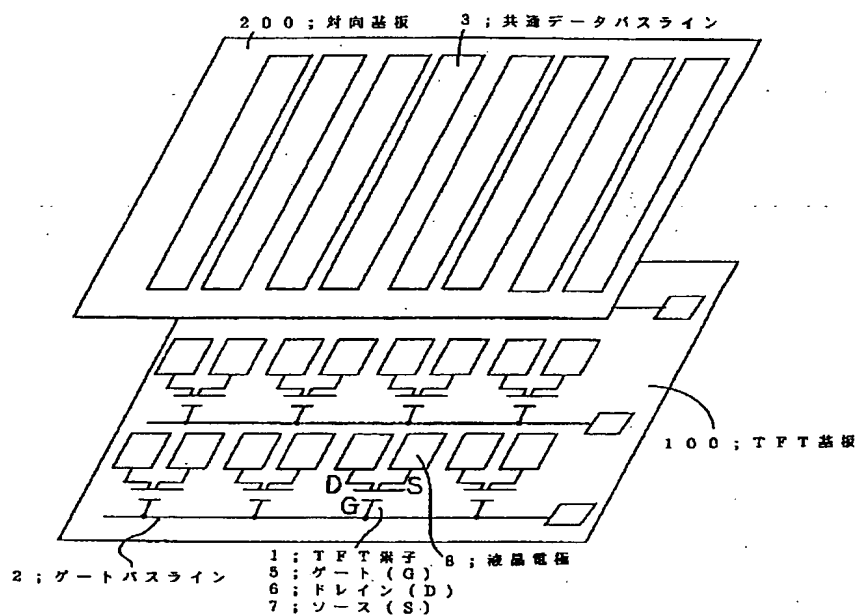 200;対向基板
3;共通データバスライン
100;TFT基板
D
S
G
2;ゲートバスライン
1;TFT素子
5;ゲート(G)
6;ドレイン(D)
7;ソース(S)
8;液晶電極